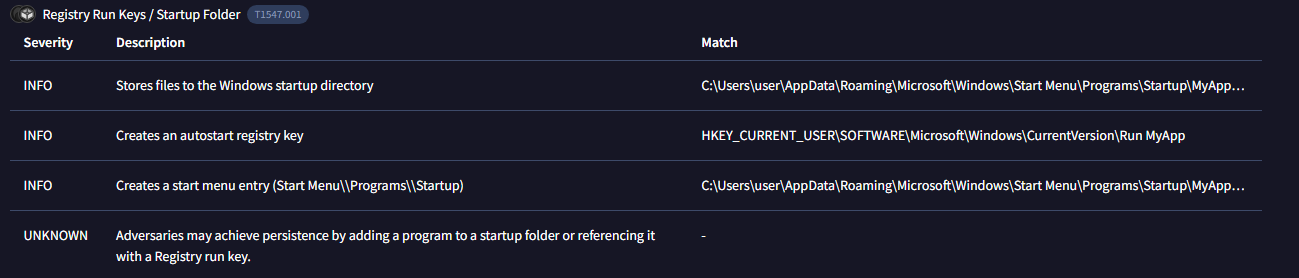 Registry Run Keys / Startup Folder T1547.001
Severity Description Match
INFO Stores files to the Windows startup directory C:\Users\user\AppData\Roaming\Microsoft\Windows\Start Menu\Programs\Startup\MyApp...
INFO Creates an autostart registry key HKEY_CURRENT_USER\SOFTWARE\Microsoft\Windows\CurrentVersion\Run MyApp
INFO Creates a start menu entry (Start Menu\\Programs\\Startup) C:\Users\user\AppData\Roaming\Microsoft\Windows\Start Menu\Programs\Startup\MyApp...
UNKNOWN Adversaries may achieve persistence by adding a program to a startup folder or referencing it -
with a Registry run key.